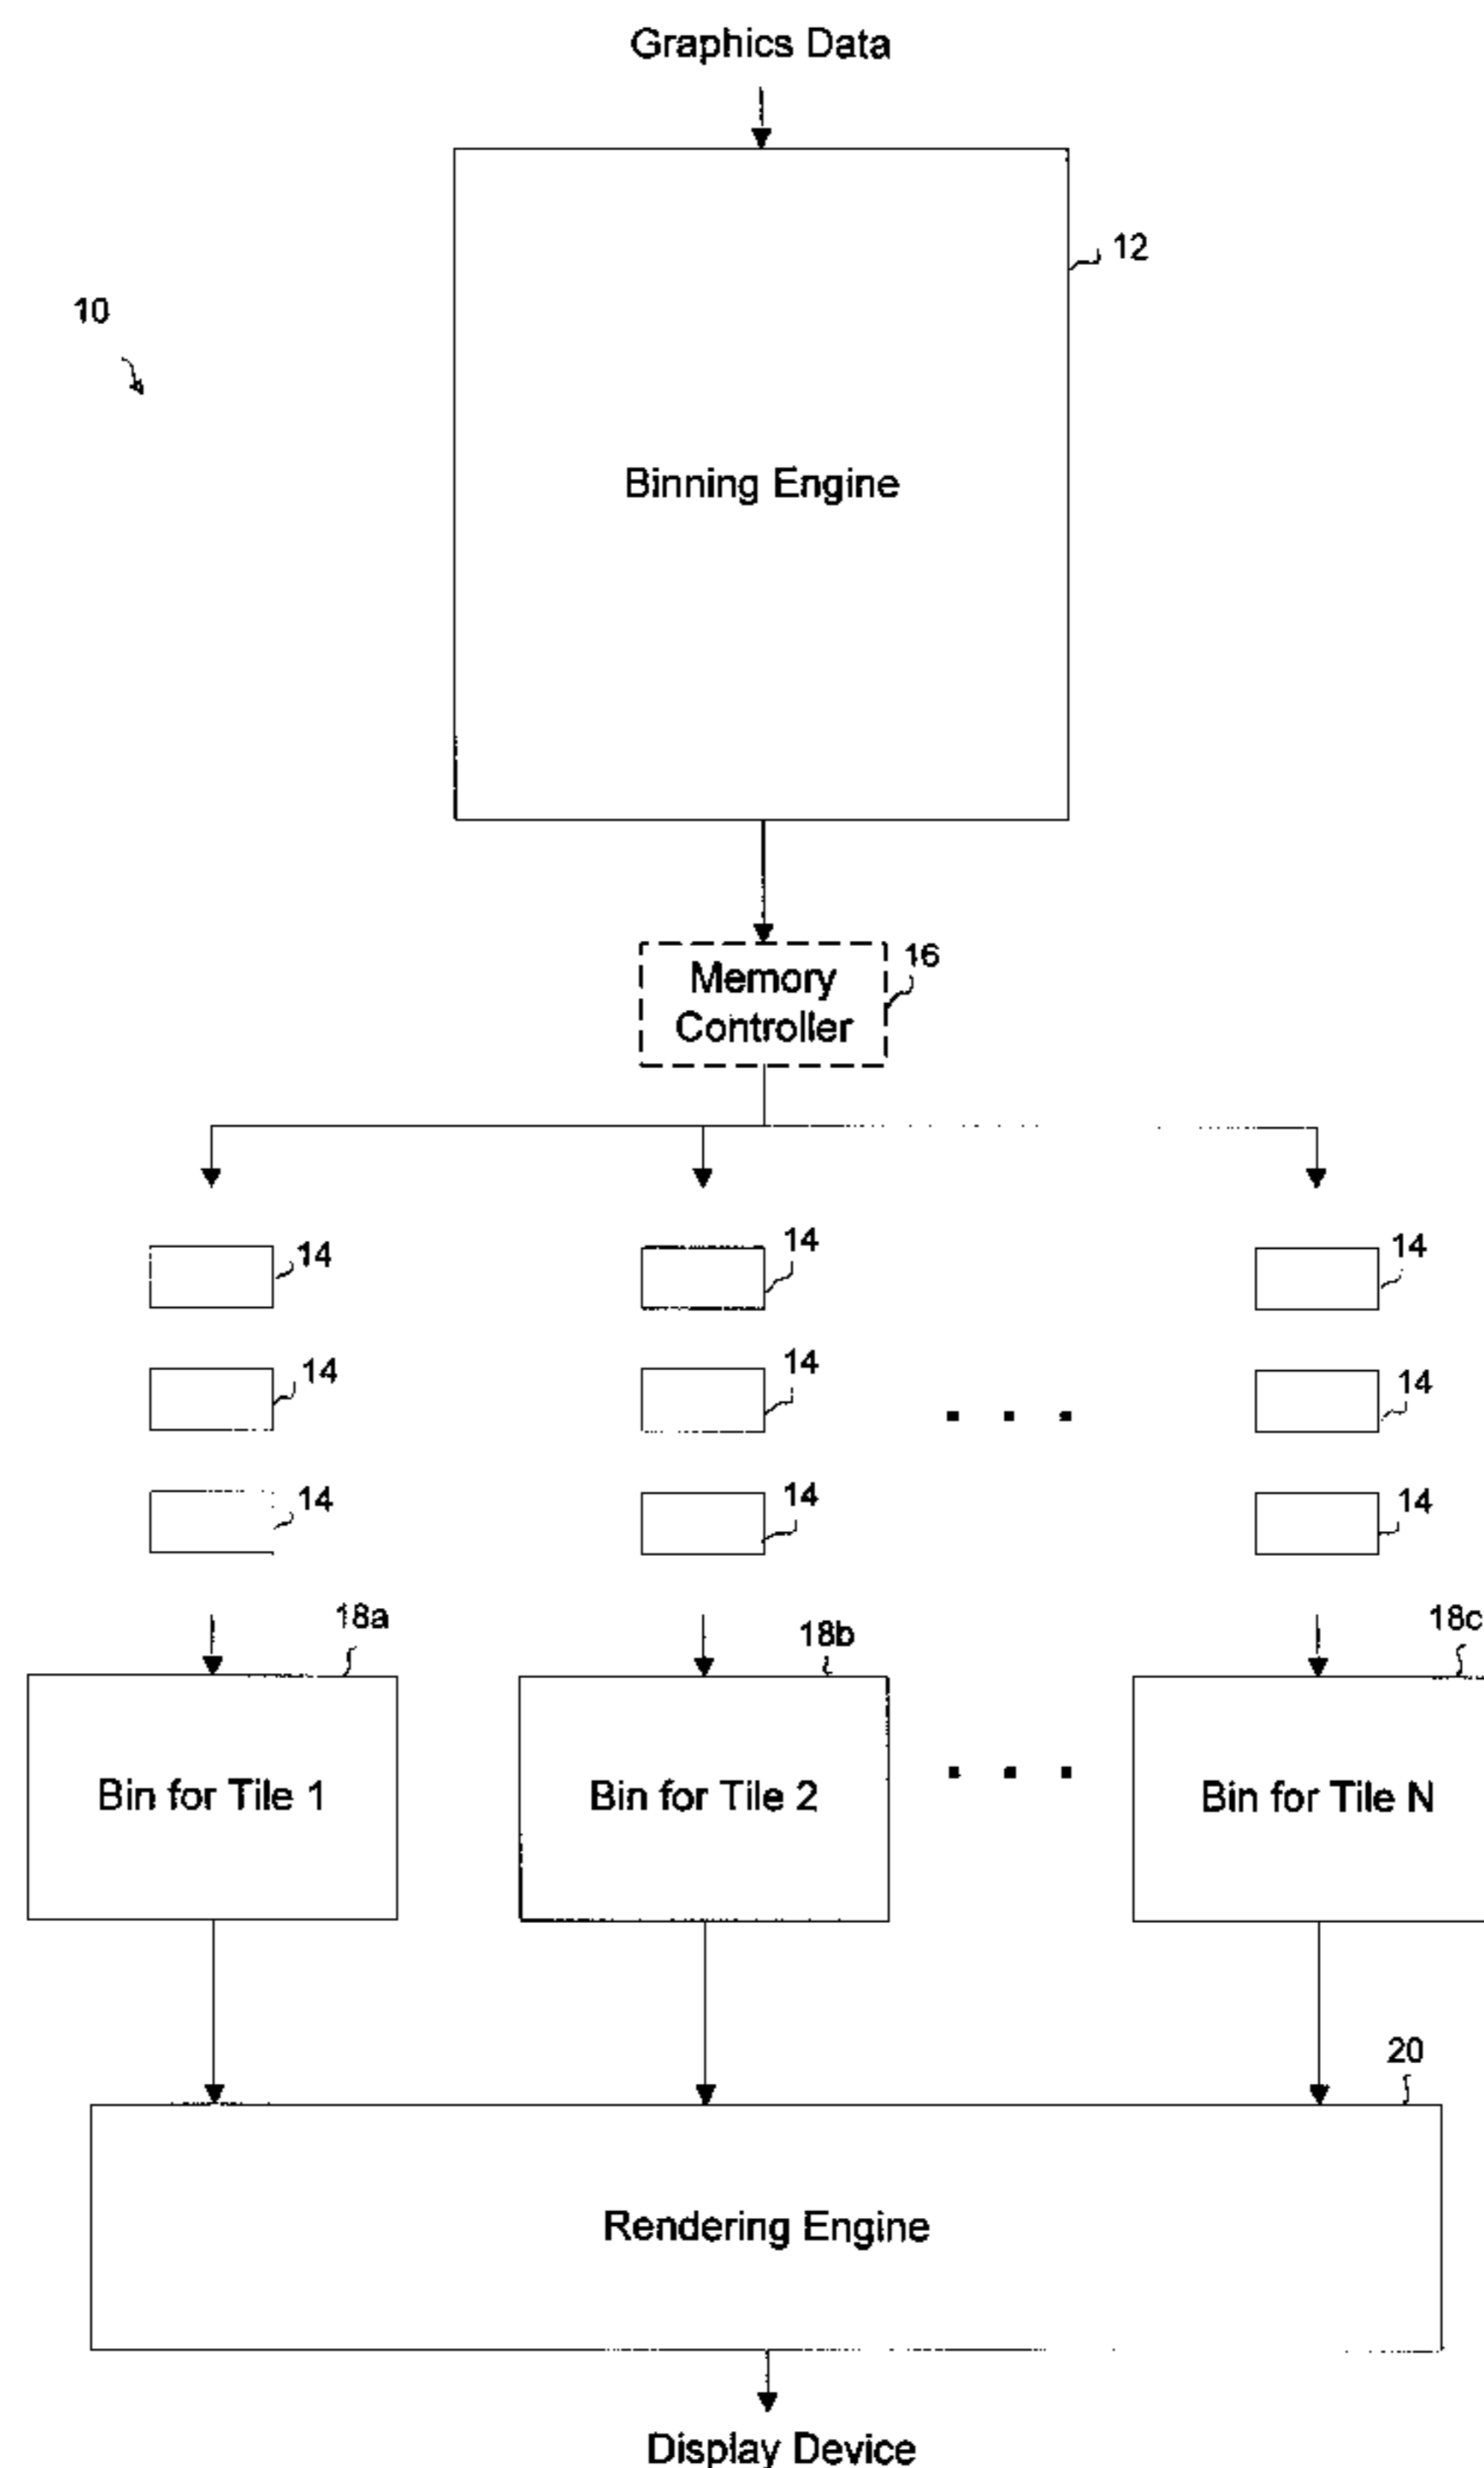 Graphics Data
12
10
Binning Engine
16
Memory
Controller
14
14
14
14
14
14
14
14
14
18a
18b
18c
Bin for Tile 1
Bin for Tile 2
Bin for Tile N
20
Rendering Engine
Display Device